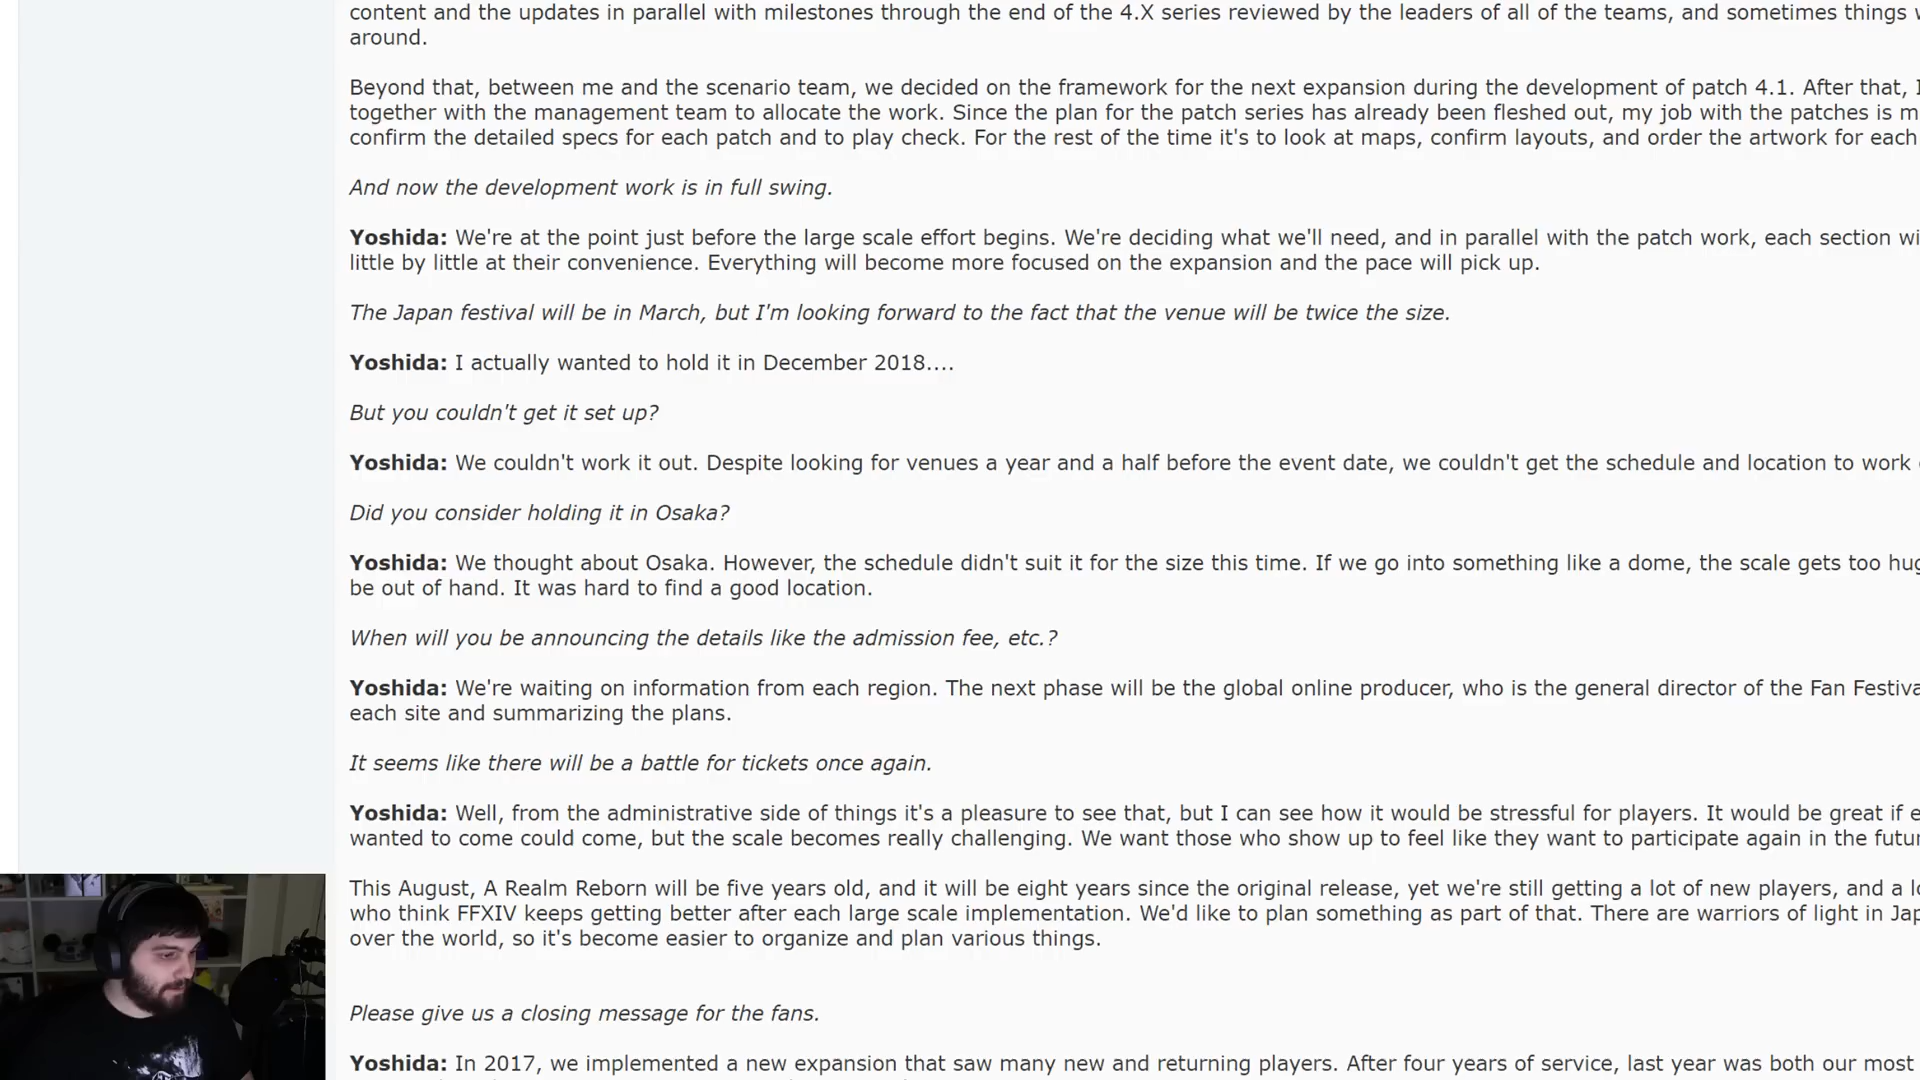 content and the updates in parallel with milestones through the end of the 4.X series reviewed by the leaders of all of the teams, and sometimes things
around.
Beyond that, between me and the scenario team, we decided on the framework for the next expansion during the development of patch 4.1. After that, I
together with the management team to allocate the work. Since the plan for the patch series has already been fleshed out, my job with the patches is
confirm the detailed specs for each patch and to play check. For the rest of the time it's to look at maps, confirm layouts, and order the artwork for each
And now the development work is in full swing.
Yoshida: We're at the point just before the large scale effort begins. We're deciding what we'll need, and in parallel with the patch work, each section
little by little at their convenience. Everything will become more focused on the expansion and the pace will pick up.
The Japan festival will be in March, but I'm looking forward to the fact that the venue will be twice the size.
Yoshida: I actually wanted to hold it in December 2018....
But you couldn't get it set up?
Yoshida: We couldn't work it out. Despite looking for venues a year and a half before the event date, we couldn't get the schedule and location to work
Did you consider holding it in Osaka?
Yoshida: We thought about Osaka. However, the schedule didn't suit it for the size this time. If we go into something like a dome, the scale gets too
be out of hand. It was hard to find a good location.
When will you be announcing the details like the admission fee, etc.?
Yoshida: We're waiting on information from each region. The next phase will be the global online producer, who is the general director of the Fan
each site and summarizing the plans.
It seems like there will be a battle for tickets once again.
Yoshida: Well, from the administrative side of things it's a pleasure to see that, but I can see how it would be stressful for players. It would be great if
wanted to come could come, but the scale becomes really challenging. We want those who show up to feel like they want to participate again in the
This August, A Realm Reborn will be five years old, and it will be eight years since the original release, yet we're still getting a lot of new players, and a
who think FFXIV keeps getting better after each large scale implementation. We'd like to plan something as part of that. There are warriors of light in
over the world, so it's become easier to organize and plan various things.
Please give us a closing message for the fans.
Yoshida: In 2017, we implemented a new expansion that saw many new and returning players. After four years of service, last year was both our most